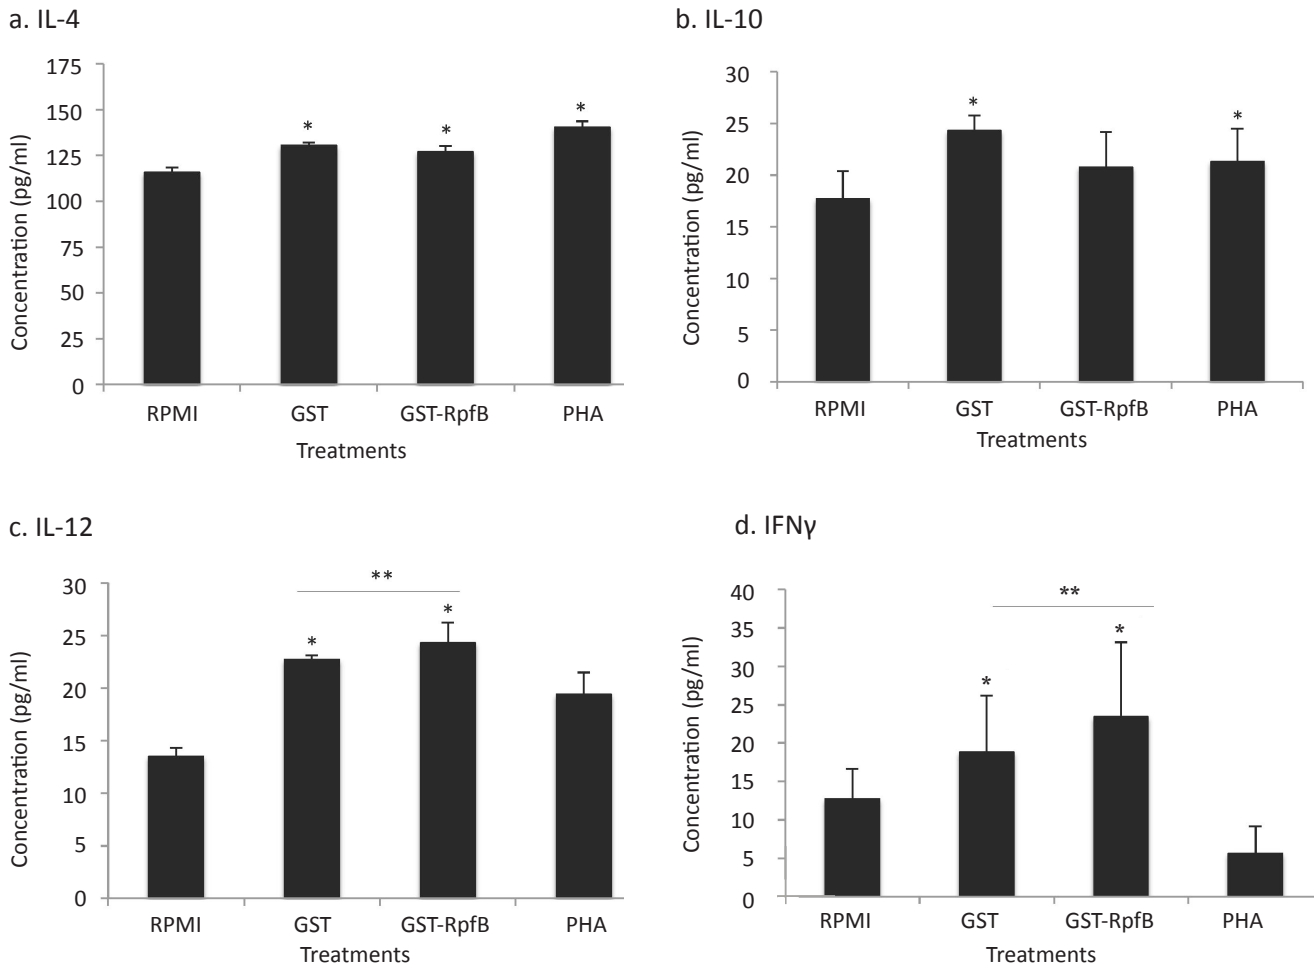 a. IL-4
175
150
125
100
75
50
25
0
Concentration (pg/ml)
*
*
*
RPMI GST GST-RpfB PHA
Treatments
b. IL-10
30
25
20
15
10
5
0
Concentration (pg/ml)
*
*
RPMI GST GST-RpfB PHA
Treatments
c. IL-12
30
25
20
15
10
5
0
Concentration (pg/ml)
**
*
*
RPMI GST GST-RpfB PHA
Treatments
d. IFNγ
40
35
30
25
20
15
10
5
0
Concentration (pg/ml)
**
*
*
RPMI GST GST-RpfB PHA
Treatments